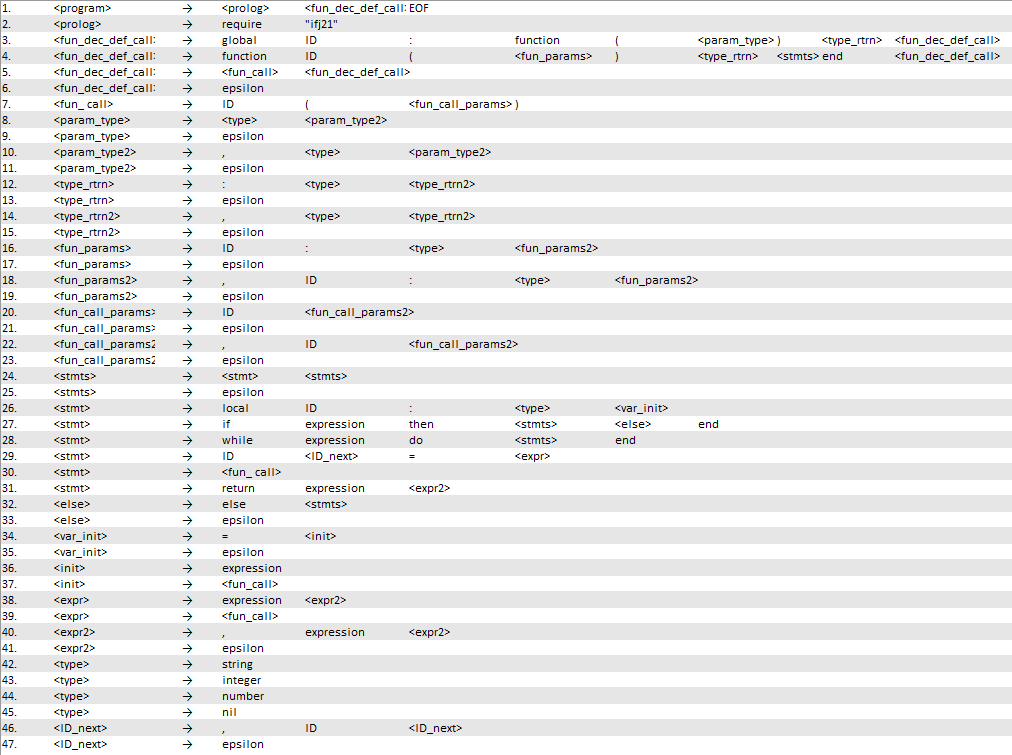 1. <program> → <prolog> <fun_dec_def_call: EOF
2. <prolog> → require "ifj21"
3. <fun_dec_def_call: → global ID : function ( <param_type> ) <type_rtrn> <fun_dec_def_call>
4. <fun_dec_def_call: → function ID ( <fun_params> ) <type_rtrn> <stmts> end <fun_dec_def_call>
5. <fun_dec_def_call: → <fun_call> <fun_dec_def_call>
6. <fun_dec_def_call: → epsilon
7. <fun_ call> → ID ( <fun_call_params> )
8. <param_type> → <type> <param_type2>
9. <param_type> → epsilon
10. <param_type2> → , <type> <param_type2>
11. <param_type2> → epsilon
12. <type_rtrn> → : <type> <type_rtrn2>
13. <type_rtrn> → epsilon
14. <type_rtrn2> → , <type> <type_rtrn2>
15. <type_rtrn2> → epsilon
16. <fun_params> → ID : <type> <fun_params2>
17. <fun_params> → epsilon
18. <fun_params2> → , ID : <type> <fun_params2>
19. <fun_params2> → epsilon
20. <fun_call_params> → ID <fun_call_params2>
21. <fun_call_params> → epsilon
22. <fun_call_params2 → , ID <fun_call_params2>
23. <fun_call_params2 → epsilon
24. <stmts> → <stmt> <stmts>
25. <stmts> → epsilon
26. <stmt> → local ID : <type> <var_init>
27. <stmt> → if expression then <stmts> <else> end
28. <stmt> → while expression do <stmts> end
29. <stmt> → ID <ID_next> = <expr>
30. <stmt> → <fun_ call>
31. <stmt> → return expression <expr2>
32. <else> → else <stmts>
33. <else> → epsilon
34. <var_init> → = <init>
35. <var_init> → epsilon
36. <init> → expression
37. <init> → <fun_call>
38. <expr> → expression <expr2>
39. <expr> → <fun_call>
40. <expr2> → , expression <expr2>
41. <expr2> → epsilon
42. <type> → string
43. <type> → integer
44. <type> → number
45. <type> → nil
46. <ID_next> → , ID <ID_next>
47. <ID_next> → epsilon